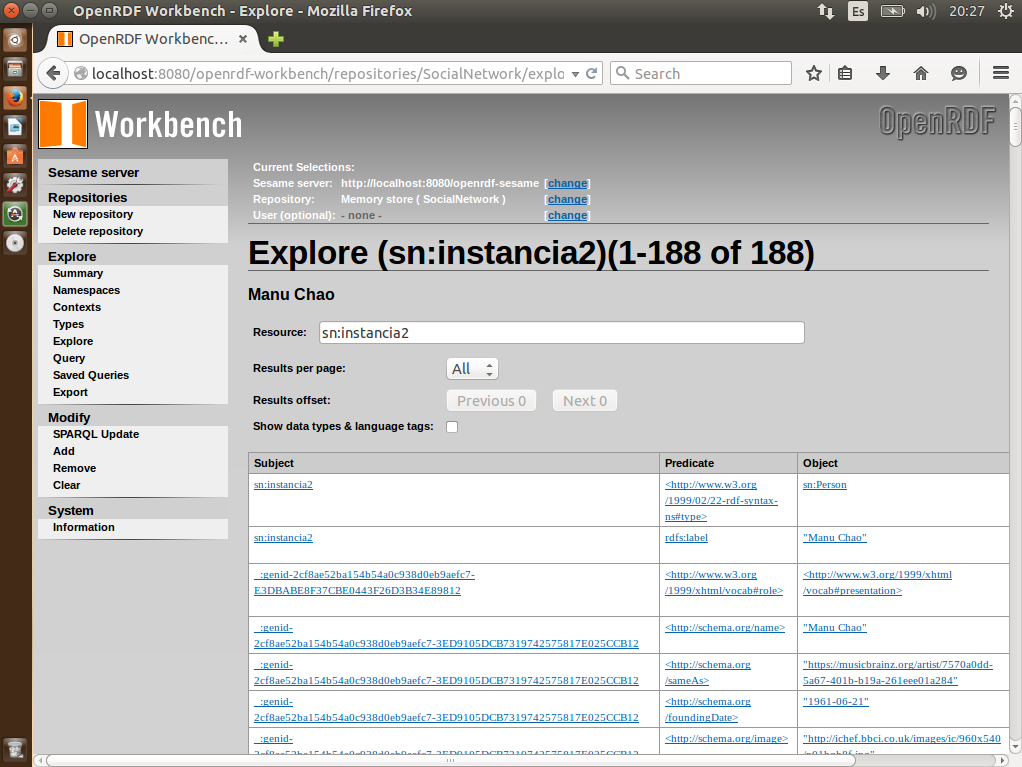 OpenRDF Workbench - Explore - Mozilla Firefox
Es
20:27
OpenRDF Workbenc...
localhost:8080/openrdf-workbench/repositories/SocialNetwork/explo
Search
Workbench
OpenRDF
Sesame server
Repositories
New repository
Delete repository
Explore
Summary
Namespaces
Contexts
Types
Explore
Query
Saved Queries
Export
Modify
SPARQL Update
Add
Remove
Clear
System
Information
Current Selections:
Sesame server: http://localhost:8080/openrdf-sesame [change]
Repository: Memory store ( SocialNetwork ) [change]
User (optional): - none - [change]
Explore (sn:instancia2)(1-188 of 188)
Manu Chao
Resource: sn:instancia2
Results per page: All
Results offset: Previous 0 Next 0
Show data types & language tags:
Subject Predicate Object
sn:instancia2 <http://www.w3.org sn:Person
/1999/02/22-rdf-syntax-
ns#type>
sn:instancia2 rdfs:label "Manu Chao"
_:genid-2cf8ae52ba154b54a0c938d0eb9aefc7- <http://www.w3.org <http://www.w3.org/1999/xhtml
E3DBABE8F37CBE0443F26D3B34E89812 /1999/xhtml/vocab#role> /vocab#presentation>
_:genid- <http://schema.org/name> "Manu Chao"
2cf8ae52ba154b54a0c938d0eb9aefc7-3ED9105DCB7319742575817E025CCB12
_:genid- <http://schema.org "https://musicbrainz.org/artist/7570a0dd-
2cf8ae52ba154b54a0c938d0eb9aefc7-3ED9105DCB7319742575817E025CCB12 /sameAs> 5a67-401b-b19a-261eee01a284"
_:genid- <http://schema.org "1961-06-21"
2cf8ae52ba154b54a0c938d0eb9aefc7-3ED9105DCB7319742575817E025CCB12 /foundingDate>
_:genid- <http://schema.org/image> "http://ichef.bbci.co.uk/images/ic/960x540